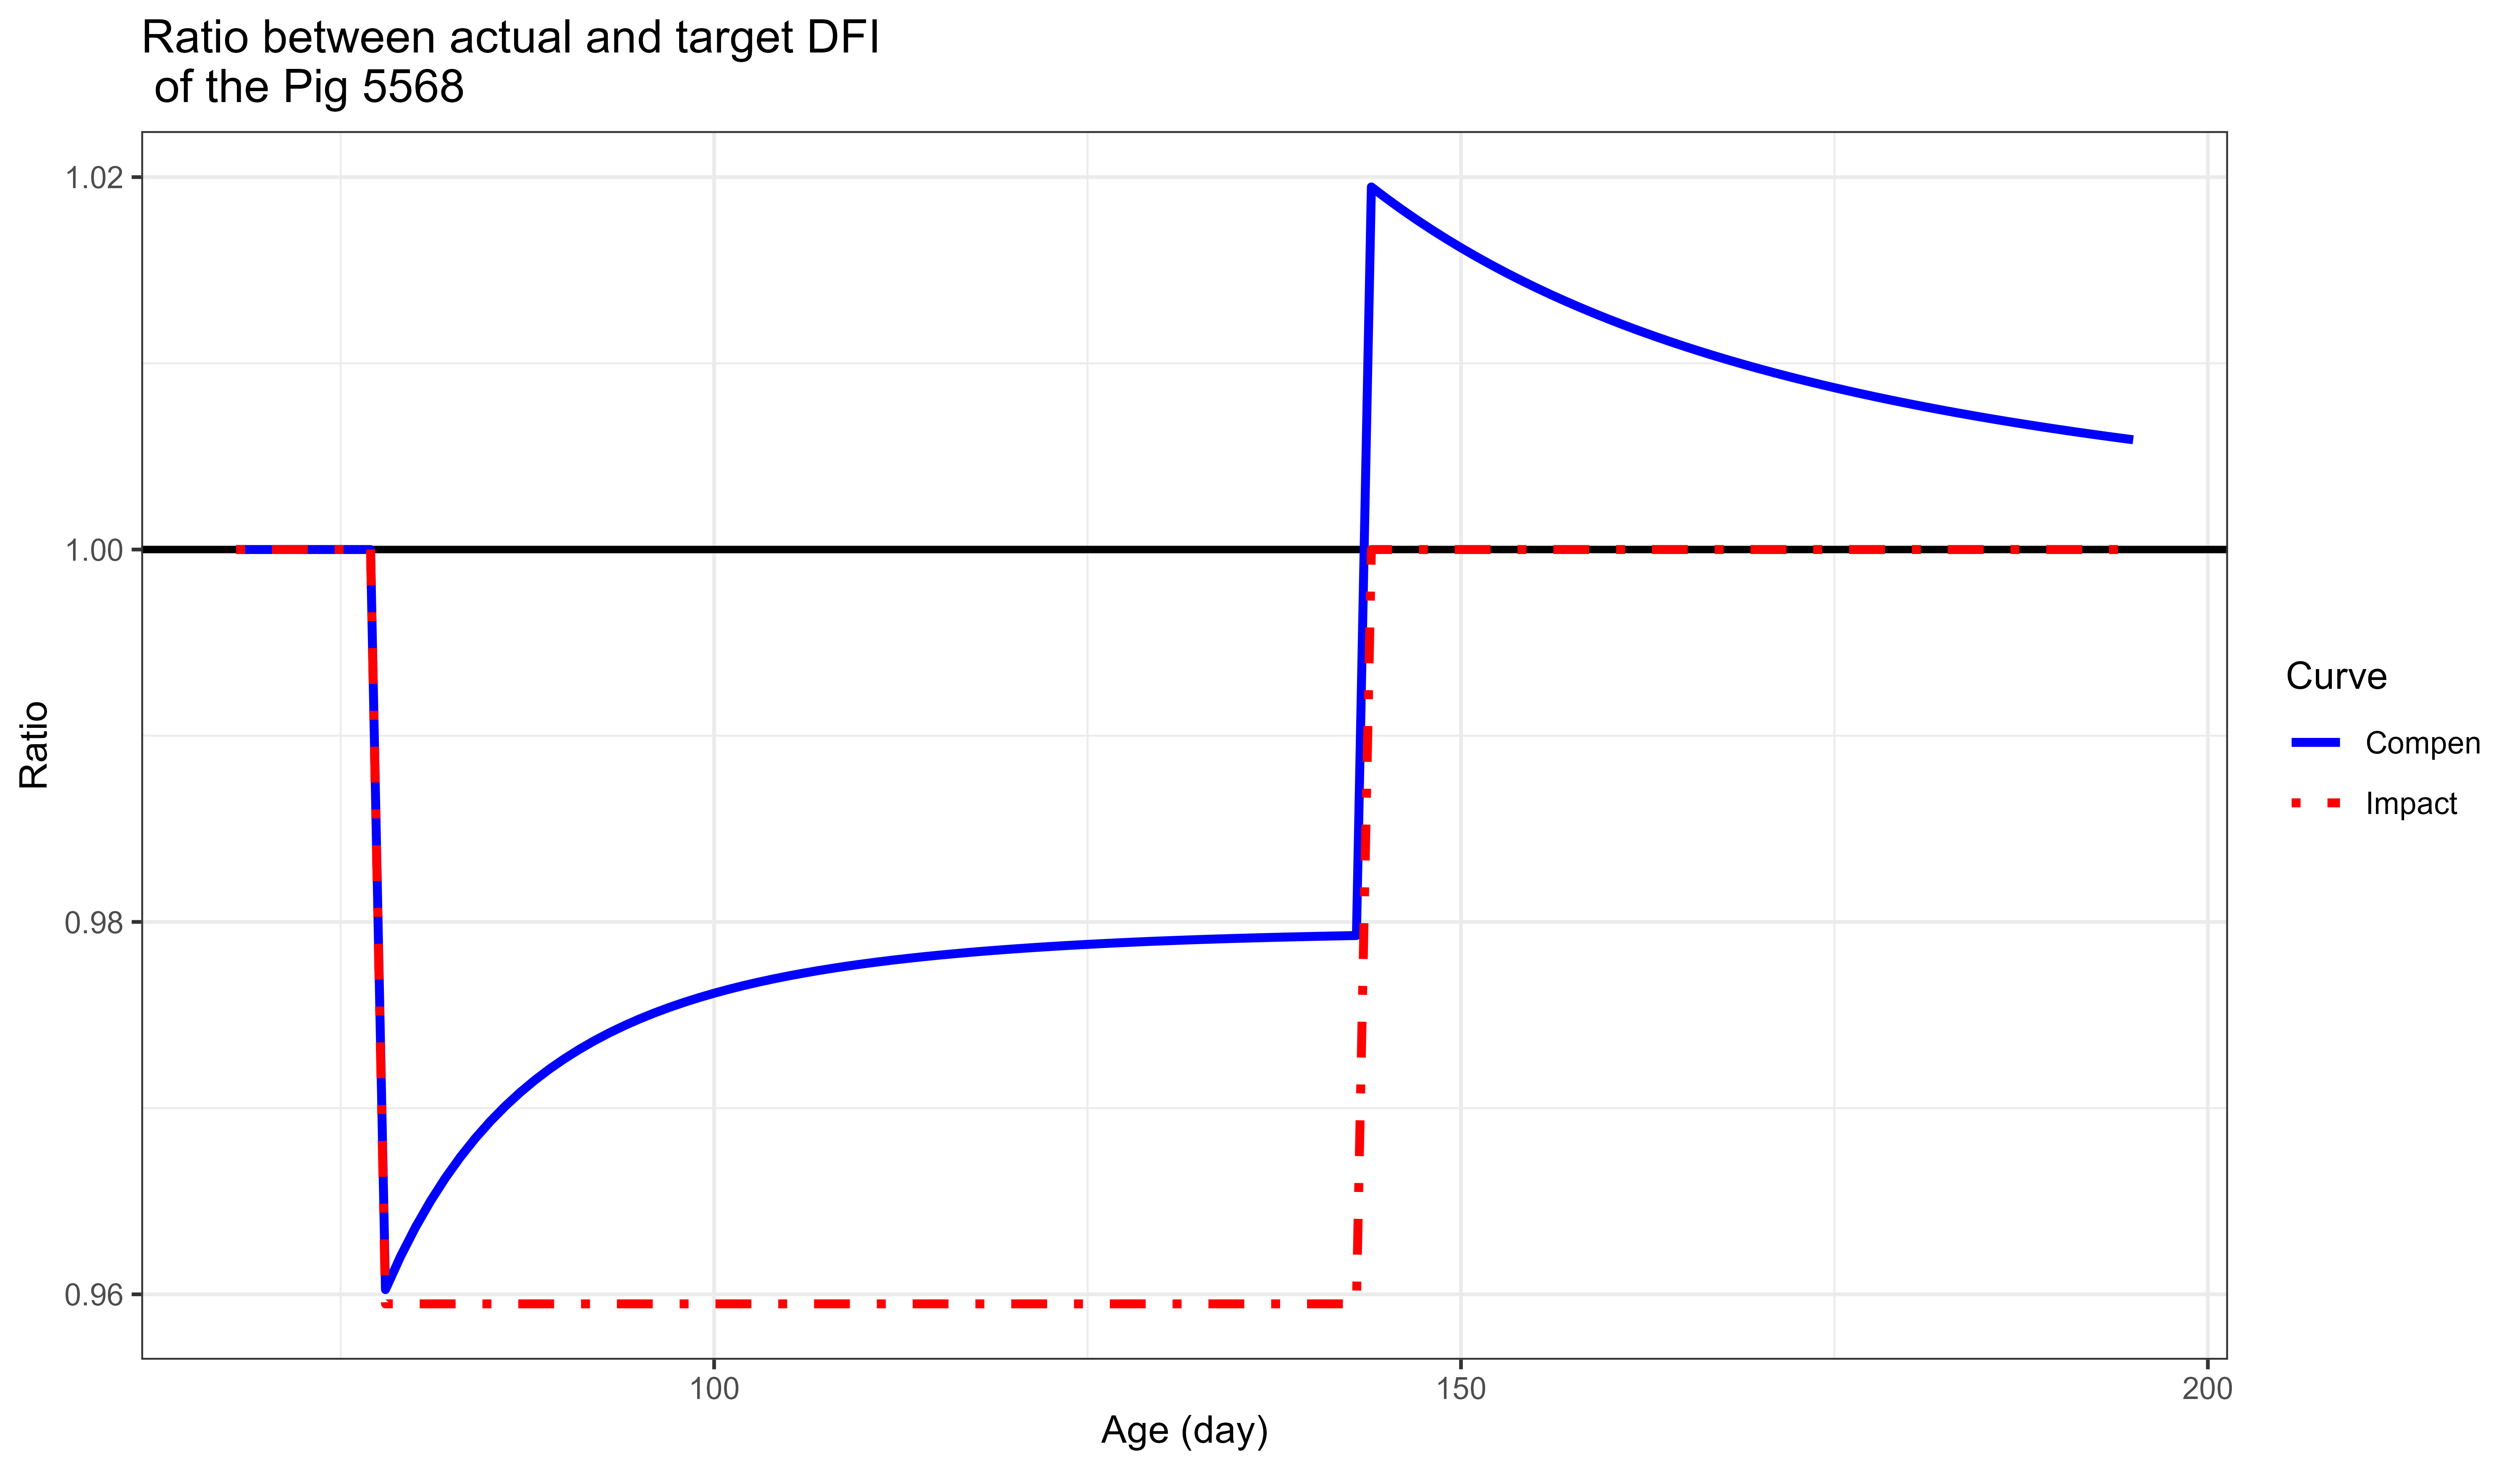 Ratio between actual and target DFI
of the Pig 5568
1.02
1.00
0.98
0.96
Ratio
100
150
200
Age (day)
Curve
Compen
Impact